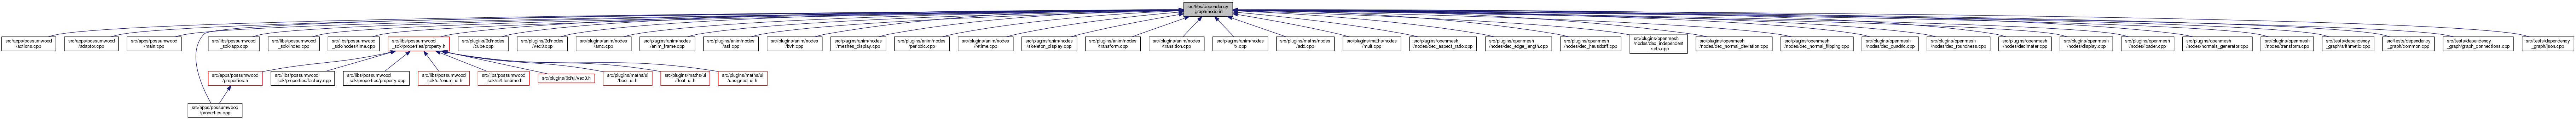 src/libs/dependency
_graph/node.inl
src/apps/possumwood
/actions.cpp
src/apps/possumwood
/adaptor.cpp
src/apps/possumwood
/main.cpp
src/libs/possumwood
_sdk/app.cpp
src/libs/possumwood
_sdk/index.cpp
src/libs/possumwood
_sdk/nodes/time.cpp
src/libs/possumwood
_sdk/properties/property.h
src/plugins/3d/nodes
/cube.cpp
src/plugins/3d/nodes
/vec3.cpp
src/plugins/anim/nodes
/amc.cpp
src/plugins/anim/nodes
/anim_frame.cpp
src/plugins/anim/nodes
/asf.cpp
src/plugins/anim/nodes
/bvh.cpp
src/plugins/anim/nodes
/meshes_display.cpp
src/plugins/anim/nodes
/periodic.cpp
src/plugins/anim/nodes
/retime.cpp
src/plugins/anim/nodes
/skeleton_display.cpp
src/plugins/anim/nodes
/transform.cpp
src/plugins/anim/nodes
/transition.cpp
src/plugins/anim/nodes
/x.cpp
src/plugins/maths/nodes
/add.cpp
src/plugins/maths/nodes
/mult.cpp
src/plugins/openmesh
/nodes/dec_aspect_ratio.cpp
src/plugins/openmesh
/nodes/dec_edge_length.cpp
src/plugins/openmesh
/nodes/dec_hausdorff.cpp
src/plugins/openmesh
/nodes/dec_independent
_sets.cpp
src/plugins/openmesh
/nodes/dec_normal_deviation.cpp
src/plugins/openmesh
/nodes/dec_normal_flipping.cpp
src/plugins/openmesh
/nodes/dec_quadric.cpp
src/plugins/openmesh
/nodes/dec_roundness.cpp
src/plugins/openmesh
/nodes/decimater.cpp
src/plugins/openmesh
/nodes/display.cpp
src/plugins/openmesh
/nodes/loader.cpp
src/plugins/openmesh
/nodes/normals_generator.cpp
src/plugins/openmesh
/nodes/transform.cpp
src/tests/dependency
_graph/arithmetic.cpp
src/tests/dependency
_graph/common.cpp
src/tests/dependency
_graph/graph_connections.cpp
src/tests/dependency
_graph/json.cpp
src/apps/possumwood
/properties.h
src/libs/possumwood
_sdk/properties/factory.cpp
src/libs/possumwood
_sdk/properties/property.cpp
src/libs/possumwood
_sdk/ui/enum_ui.h
src/libs/possumwood
_sdk/ui/filename.h
src/plugins/3d/ui/vec3.h
src/plugins/maths/ui
/bool_ui.h
src/plugins/maths/ui
/float_ui.h
src/plugins/maths/ui
/unsigned_ui.h
src/apps/possumwood
/properties.cpp